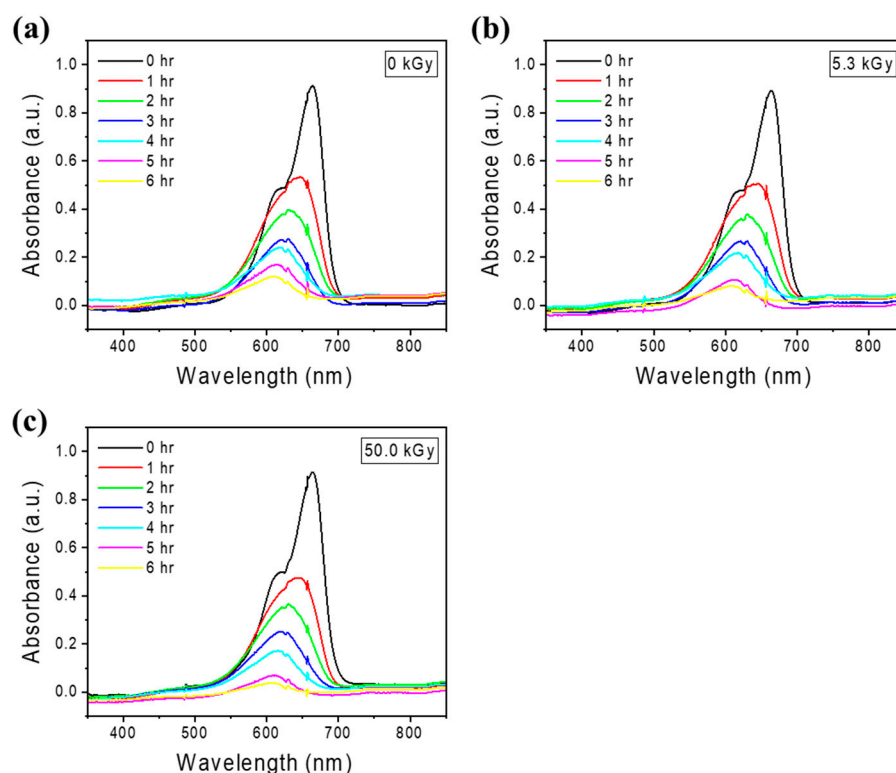 (a)
0 kGy
0 hr
1 hr
2 hr
3 hr
4 hr
5 hr
6 hr
1.0
0.8
0.6
0.4
0.2
0.0
Absorbance (a.u.)
400 500 600 700 800
Wavelength (nm)
(b)
5.3 kGy
0 hr
1 hr
2 hr
3 hr
4 hr
5 hr
6 hr
1.0
0.8
0.6
0.4
0.2
0.0
Absorbance (a.u.)
400 500 600 700 800
Wavelength (nm)
(c)
50.0 kGy
0 hr
1 hr
2 hr
3 hr
4 hr
5 hr
6 hr
1.0
0.8
0.6
0.4
0.2
0.0
Absorbance (a.u.)
400 500 600 700 800
Wavelength (nm)